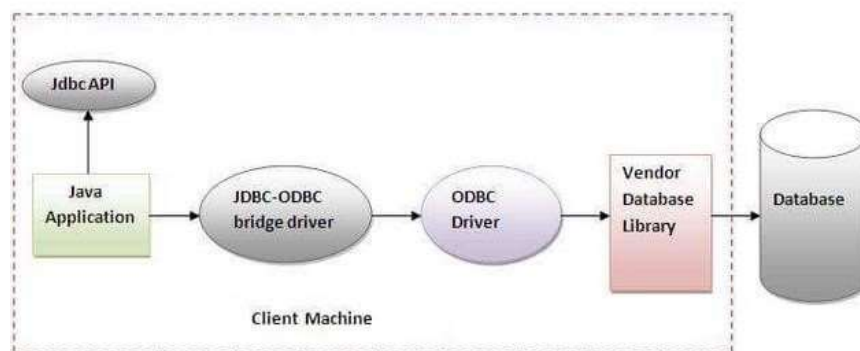 Jdbc API
Java
Application
JDBC-ODBC
bridge driver
ODBC
Driver
Vendor
Database
Library
Database
Client Machine